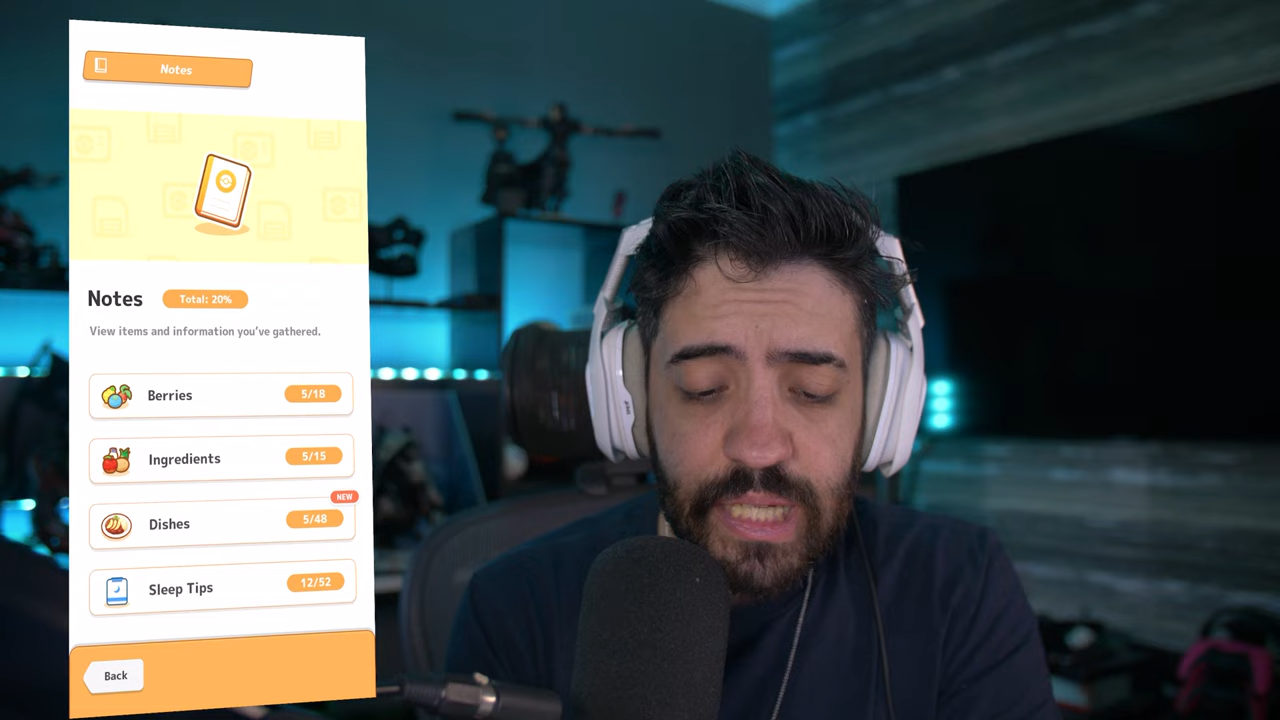 Notes
Notes
Total: 20%
View items and information you've gathered.
Berries
5/18
Ingredients
5/15
NEW
Dishes
5/48
Sleep Tips
12/52
Back